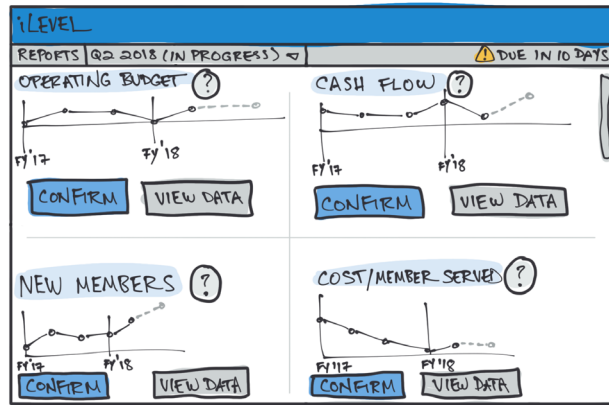 iLEVEL
REPORTS Q2 2018 (IN PROGRESS) DUE IN 10 DAYS
OPERATING BUDGET ?
FY'17 FY'18
CONFIRM VIEW DATA
CASH FLOW ?
FY'17 FY'18
CONFIRM VIEW DATA
NEW MEMBERS ?
FY'17 FY'18
CONFIRM VIEW DATA
COST/MEMBER SERVED ?
FY'17 FY'18
CONFIRM VIEW DATA